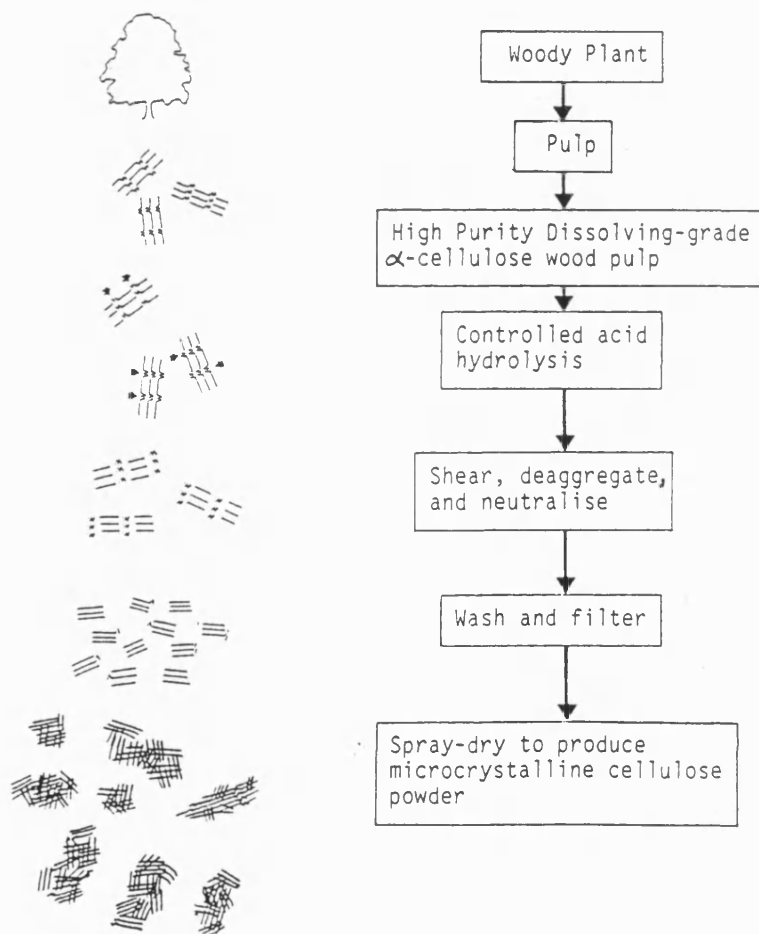 Woody Plant
Pulp
High Purity Dissolving-grade
α-cellulose wood pulp
Controlled acid
hydrolysis
Shear, deaggregate,
and neutralise
Wash and filter
Spray-dry to produce
microcrystalline cellulose
powder